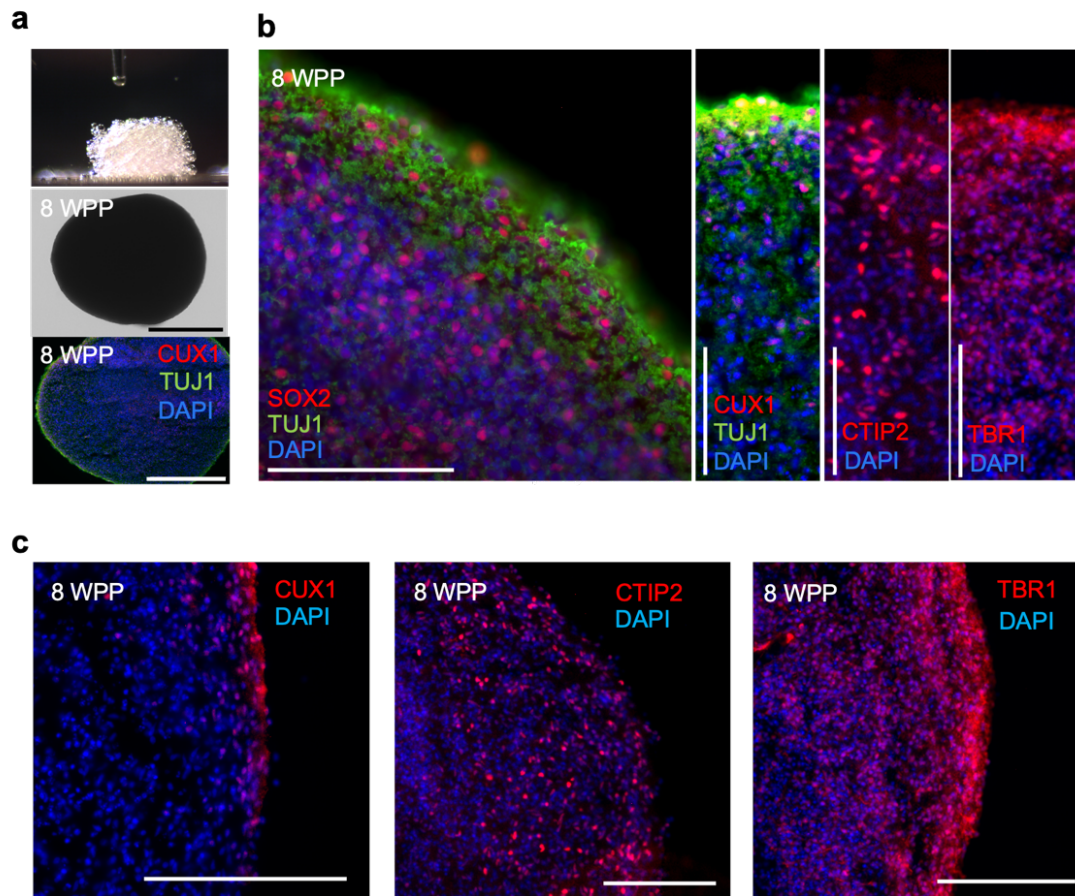 a
8 WPP
8 WPP
CUX1
TUJ1
DAPI
b
8 WPP
SOX2
TUJ1
DAPI
CUX1
TUJ1
DAPI
CTIP2
DAPI
TBR1
DAPI
c
8 WPP
CUX1
DAPI
8 WPP
CTIP2
DAPI
8 WPP
TBR1
DAPI